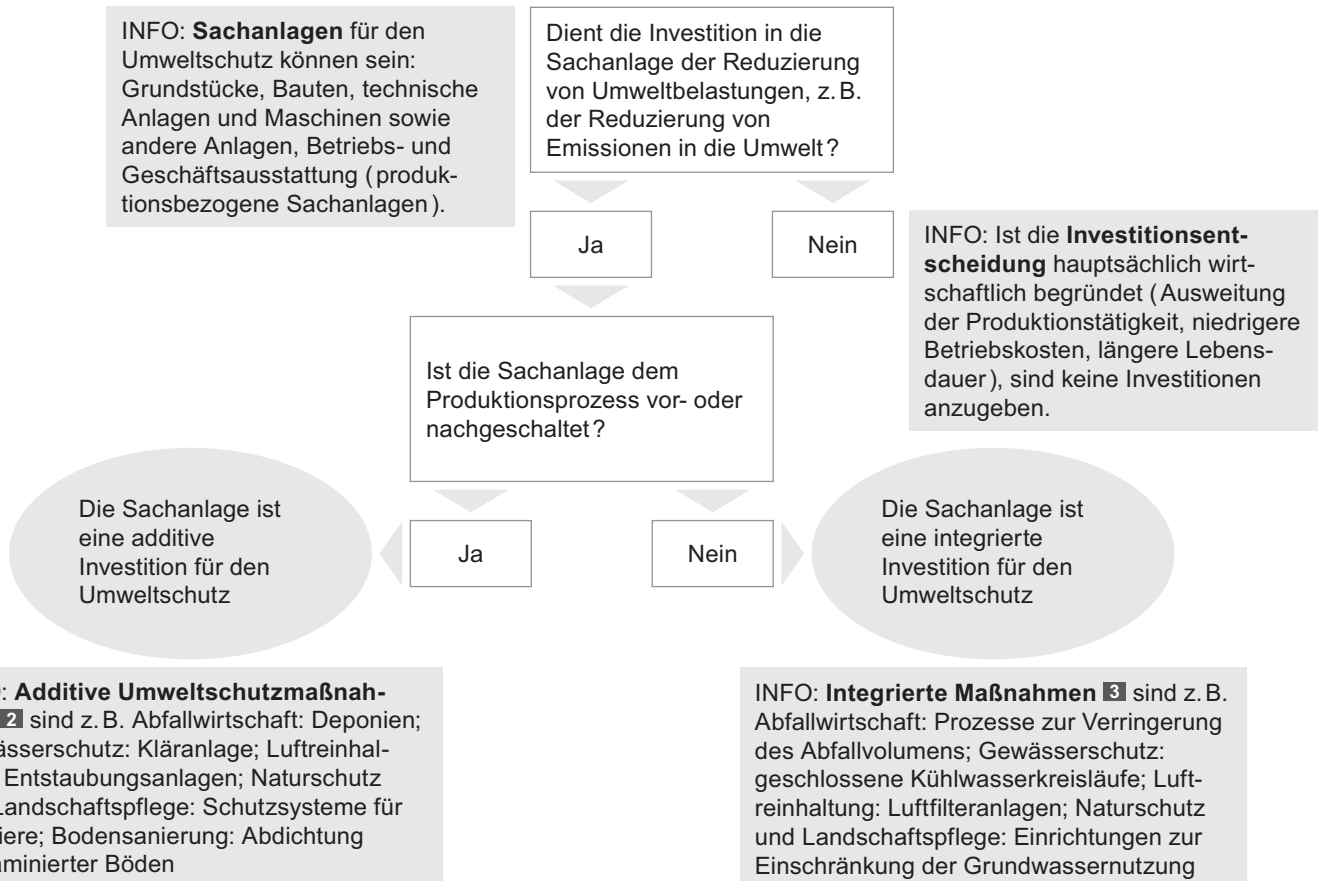 INFO: Sachanlagen für den
Umweltschutz können sein:
Grundstücke, Bauten, technische
Anlagen und Maschinen sowie
andere Anlagen, Betriebs- und
Geschäftsausstattung (produk-
tionsbezogene Sachanlagen).
Dient die Investition in die
Sachanlage der Reduzierung
von Umweltbelastungen, z. B.
der Reduzierung von
Emissionen in die Umwelt?
Ja
Nein
INFO: Ist die Investitionsent-
scheidung hauptsächlich wirt-
schaftlich begründet (Ausweitung
der Produktionstätigkeit, niedrigere
Betriebskosten, längere Lebens-
dauer), sind keine Investitionen
anzugeben.
Ist die Sachanlage dem
Produktionsprozess vor- oder
nachgeschaltet?
Die Sachanlage ist
eine additive
Investition für den
Umweltschutz
Ja
Nein
Die Sachanlage ist
eine integrierte
Investition für den
Umweltschutz
: Additive Umweltschutzmaßnah-
2 sind z. B. Abfallwirtschaft: Deponien;
ässerschutz: Kläranlage; Luftreinhal-
Entstaubungsanlagen; Naturschutz
Landschaftspflege: Schutzsysteme für
iere; Bodensanierung: Abdichtung
aminierter Böden
INFO: Integrierte Maßnahmen 3 sind z. B.
Abfallwirtschaft: Prozesse zur Verringerung
des Abfallvolumens; Gewässerschutz:
geschlossene Kühlwasserkreisläufe; Luft-
reinhaltung: Luftfilteranlagen; Naturschutz
und Landschaftspflege: Einrichtungen zur
Einschränkung der Grundwassernutzung